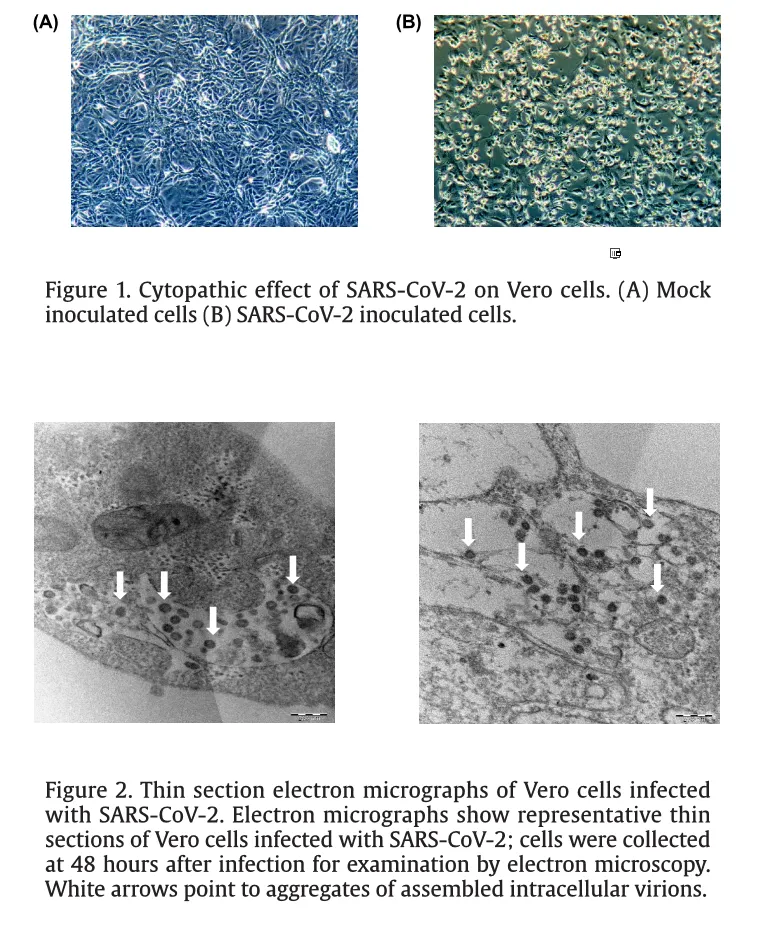 (A)
(B)
Figure 1. Cytopathic effect of SARS-CoV-2 on Vero cells. (A) Mock
inoculated cells (B) SARS-CoV-2 inoculated cells.
Figure 2. Thin section electron micrographs of Vero cells infected
with SARS-CoV-2. Electron micrographs show representative thin
sections of Vero cells infected with SARS-CoV-2; cells were collected
at 48 hours after infection for examination by electron microscopy.
White arrows point to aggregates of assembled intracellular virions.